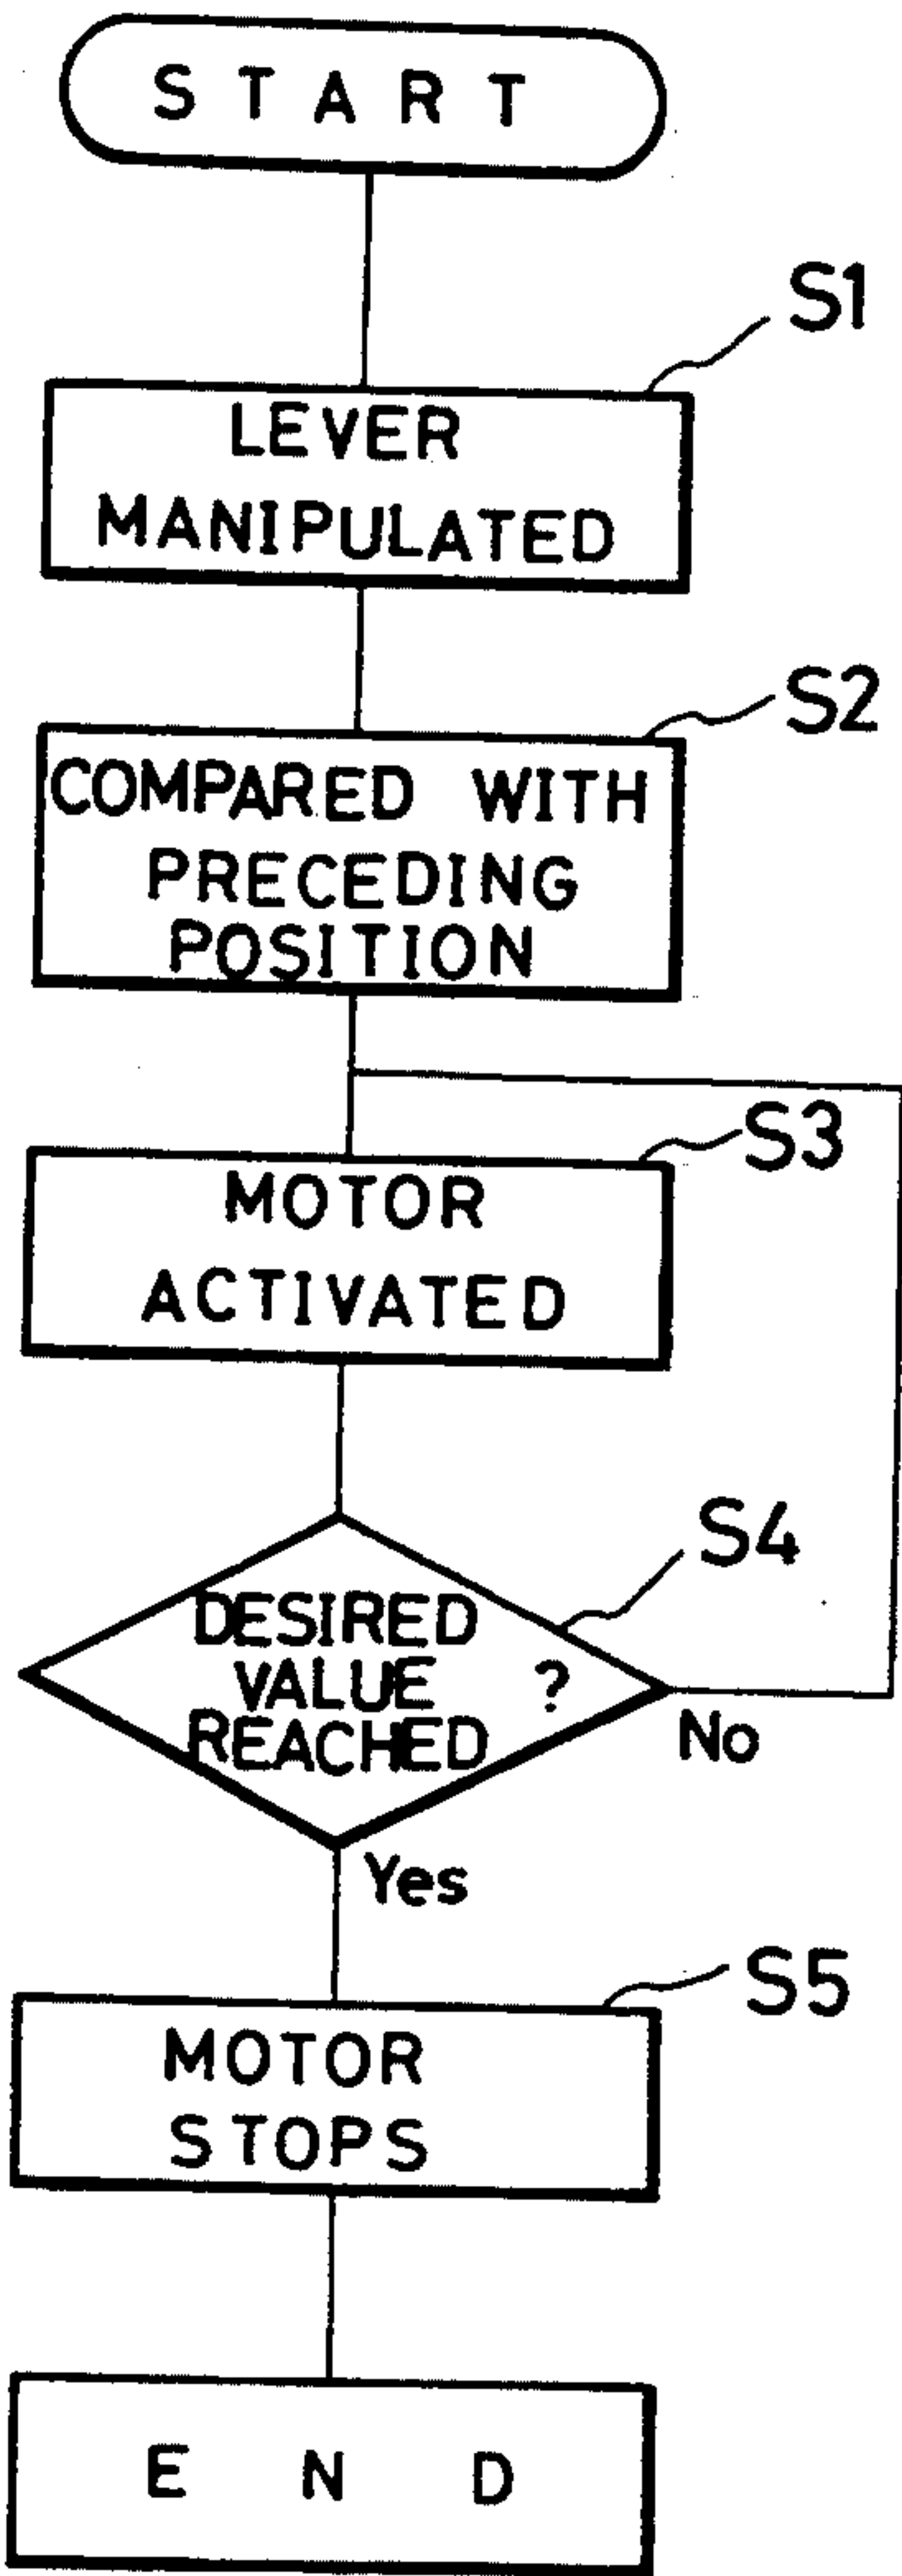 START
S1
LEVER
MANIPULATED
S2
COMPARED WITH
PRECEDING
POSITION
S3
MOTOR
ACTIVATED
S4
DESIRED
VALUE ?
REACHED
No
Yes
S5
MOTOR
STOPS
END